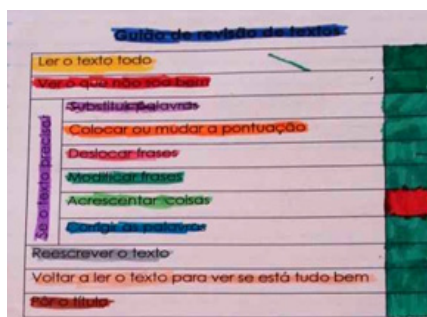 Guião de revisão de textos
Ler o texto todo
Ver o que não soa bem
Se o texto precisar
Substituir palavras
Colocar ou mudar a pontuação
Deslocar frases
Modificar frases
Acrescentar coisas
Corrigir as palavras
Reescrever o texto
Voltar a ler o texto para ver se está tudo bem
Pôr o título